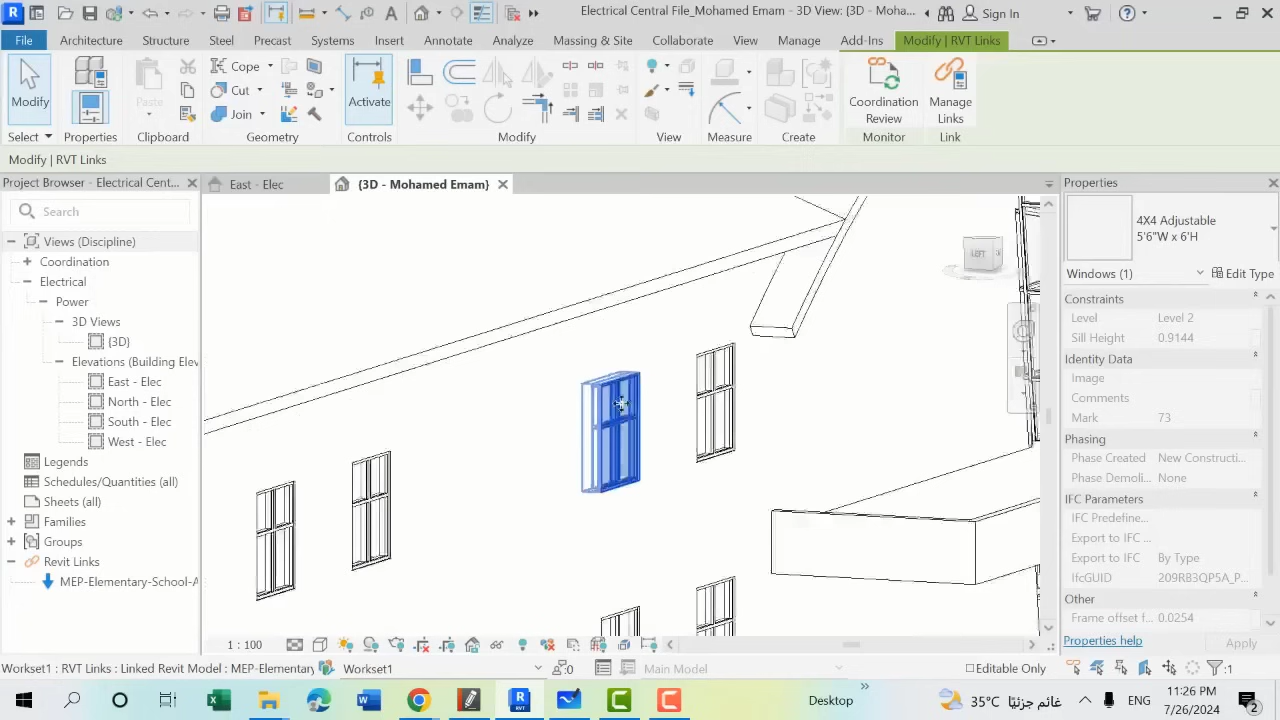 Electrical Central File_Mohamed Emam - 3D View: {3D - Moha...
Sign In
File
Architecture
Structure
Steel
Precast
Systems
Insert
Annotate
Analyze
Massing & Site
Collaborate
View
Manage
Add-Ins
Modify | RVT Links
Modify
Paste
Cope
Cut
Join
Activate
Coordination Review
Manage Links
Select
Properties
Clipboard
Geometry
Controls
Modify
View
Measure
Create
Monitor
Link
Modify | RVT Links
Project Browser - Electrical Cent...
East - Elec
{3D - Mohamed Emam}
Properties
Search
Views (Discipline)
Coordination
Electrical
Power
3D Views
{3D}
Elevations (Building Elev
East - Elec
North - Elec
South - Elec
West - Elec
Legends
Schedules/Quantities (all)
Sheets (all)
Families
Groups
Revit Links
MEP-Elementary-School-A
LEFT
4X4 Adjustable
5'6"W x 6'H
Windows (1)
Edit Type
Constraints
Level Level 2
Sill Height 0.9144
Identity Data
Image
Comments
Mark 73
Phasing
Phase Created New Constructi...
Phase Demoli... None
IFC Parameters
IFC Predefine...
Export to IFC ...
Export to IFC By Type
IfcGUID 209RB3QP5A_P...
Other
Frame offset f... 0.0254
Properties help
Apply
1 : 100
Workset1 : RVT Links : Linked Revit Model : MEP-Elementary
Workset1
:0
Main Model
Editable Only
:1
Desktop
35°C غائم جزئيًا
ENG
11:26 PM
7/26/2024
2